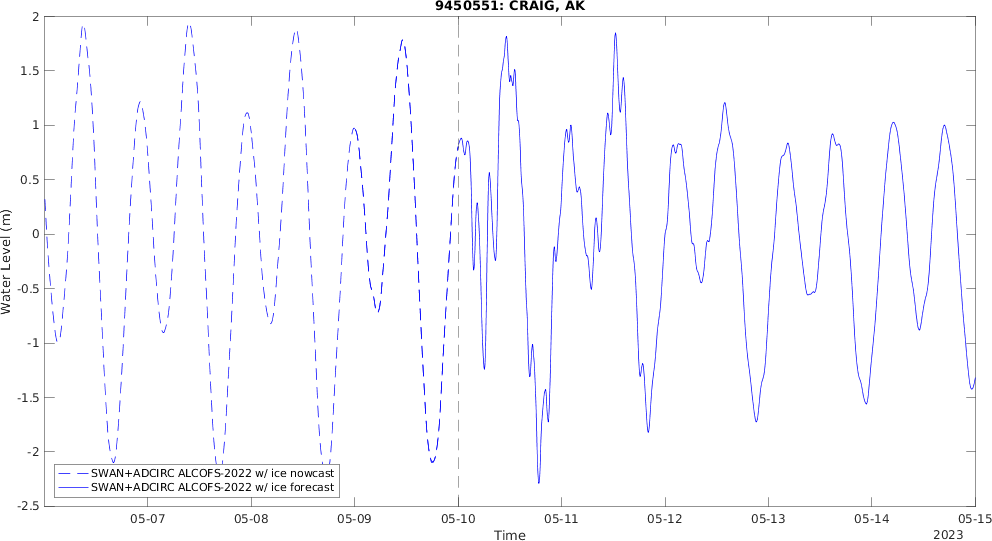 9450551: CRAIG, AK
2
1.5
1
0.5
0
-0.5
-1
-1.5
-2
-2.5
Water Level (m)
SWAN+ADCIRC ALCOFS-2022 w/ ice nowcast
SWAN+ADCIRC ALCOFS-2022 w/ ice forecast
05-07 05-08 05-09 05-10 05-11 05-12 05-13 05-14 05-15
Time
2023